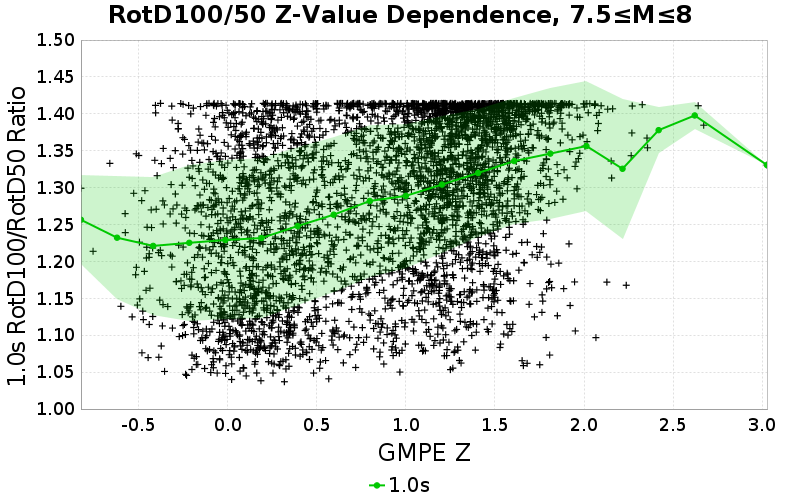 RotD100/50 Z-Value Dependence, 7.5≤M≤8
1.0s RotD100/RotD50 Ratio
1.50
1.45
1.40
1.35
1.30
1.25
1.20
1.15
1.10
1.05
1.00
-0.5 0.0 0.5 1.0 1.5 2.0 2.5 3.0
GMPE Z
1.0s